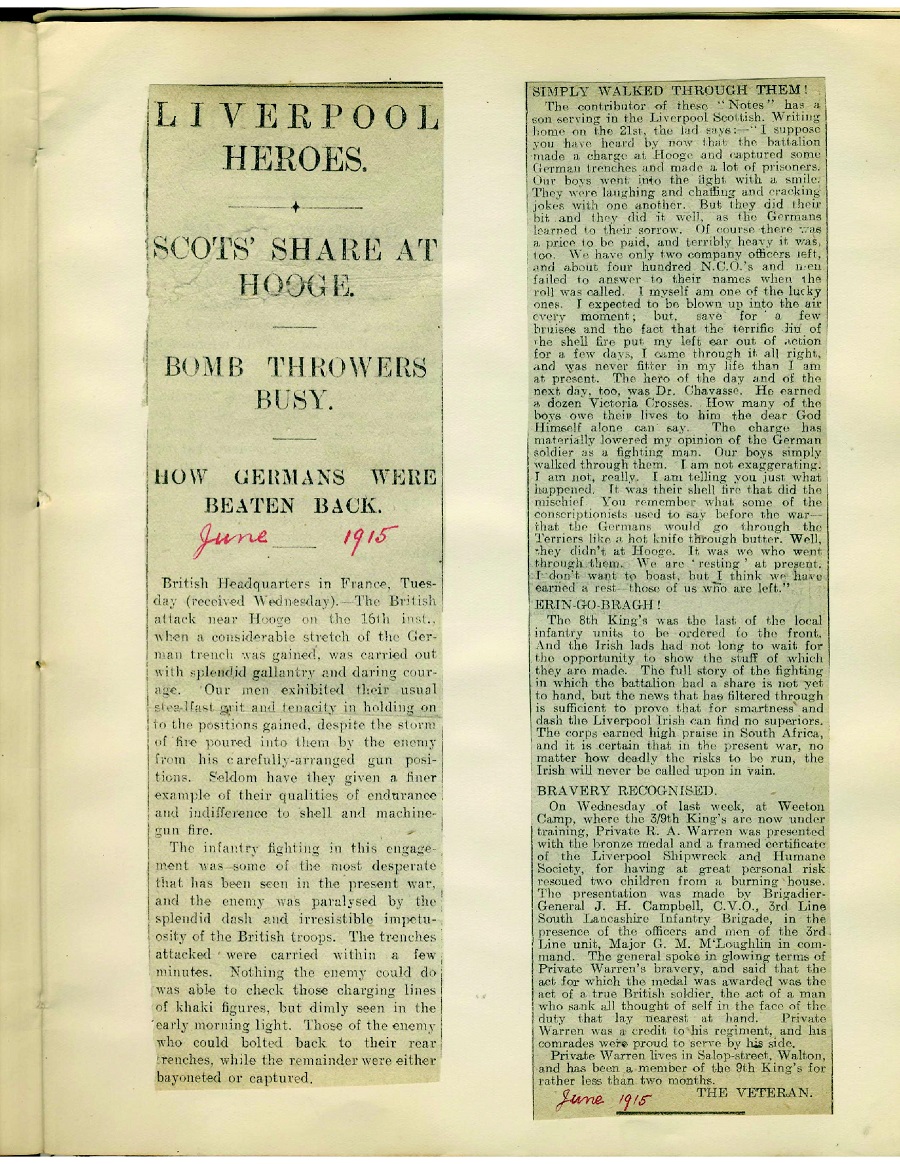 LIVERPOOL
HEROES.
SCOTS' SHARE AT
HOOGE.
BOMB THROWERS
BUSY.
HOW GERMANS WERE
BEATEN BACK.
June 1915
British Headquarters in France, Tues-
day (received Wednesday).—The British
attack near Hooge on the 16th inst.,
when a considerable stretch of the Ger-
man trench was gained, was carried out
with splendid gallantry and daring cour-
age. Our men exhibited their usual
steadfast grit and tenacity in holding on
to the positions gained, despite the storm
of fire poured into them by the enemy
from his carefully-arranged gun posi-
tions. Seldom have they given a finer
example of their qualities of endurance
and indifference to shell and machine-
gun fire.
The infantry fighting in this engage-
ment was some of the most desperate
that has been seen in the present war,
and the enemy was paralysed by the
splendid dash and irresistible impetu-
osity of the British troops. The trenches
attacked were carried within a few
minutes. Nothing the enemy could do
was able to check those charging lines
of khaki figures, but dimly seen in the
early morning light. Those of the enemy
who could bolted back to their rear
trenches, while the remainder were either
bayoneted or captured.
SIMPLY WALKED THROUGH THEM!
The contributor of these "Notes" has a
son serving in the Liverpool Scottish. Writing
home on the 21st, the lad says:—"I suppose
you have heard by now that the battalion
made a charge at Hooge and captured some
German trenches and made a lot of prisoners.
Our boys went into the fight with a smile.
They were laughing and chaffing and cracking
jokes with one another. But they did their
bit and they did it well, as the Germans
learned to their sorrow. Of course there was
a price to be paid, and terribly heavy it was,
too. We have only two company officers left,
and about four hundred N.C.O.'s and men
failed to answer to their names when the
roll was called. I myself am one of the lucky
ones. I expected to be blown up into the air
every moment; but, save for a few
bruises and the fact that the terrific din of
the shell fire put my left ear out of action
for a few days, I came through it all right,
and was never fitter in my life than I am
at present. The hero of the day and of the
next day, too, was Dr. Chavasse. He earned
a dozen Victoria Crosses. How many of the
boys owe their lives to him the dear God
Himself alone can say. The charge has
materially lowered my opinion of the German
soldier as a fighting man. Our boys simply
walked through them. I am not exaggerating.
I am not, really. I am telling you just what
happened. It was their shell fire that did the
mischief. You remember what some of the
conscriptionists used to say before the war—
that the Germans would go through the
Terriers like a hot knife through butter. Well,
they didn't at Hooge. It was we who went
through them. We are 'resting' at present.
I don't want to boast, but I think we have
earned a rest—those of us who are left."
ERIN-GO-BRAGH!
The 8th King's was the last of the local
infantry units to be ordered to the front.
And the Irish lads had not long to wait for
the opportunity to show the stuff of which
they are made. The full story of the fighting
in which the battalion had a share is not yet
to hand, but the news that has filtered through
is sufficient to prove that for smartness and
dash the Liverpool Irish can find no superiors.
The corps earned high praise in South Africa,
and it is certain that in the present war, no
matter how deadly the risks to be run, the
Irish will never be called upon in vain.
BRAVERY RECOGNISED.
On Wednesday of last week, at Weeton
Camp, where the 3/9th King's are now under
training, Private R. A. Warren was presented
with the bronze medal and a framed certificate
of the Liverpool Shipwreck and Humane
Society, for having at great personal risk
rescued two children from a burning house.
The presentation was made by Brigadier-
General J. H. Campbell, C.V.O., 3rd Line
South Lancashire Infantry Brigade, in the
presence of the officers and men of the 3rd
Line unit, Major G. M. M'Loughlin in com-
mand. The general spoke in glowing terms of
Private Warren's bravery, and said that the
act for which the medal was awarded was the
act of a true British soldier, the act of a man
who sank all thought of self in the face of the
duty that lay nearest at hand. Private
Warren was a credit to his regiment, and his
comrades were proud to serve by his side.
Private Warren lives in Salop-street, Walton,
and has been a member of the 9th King's for
rather less than two months.
THE VETERAN.
June 1915